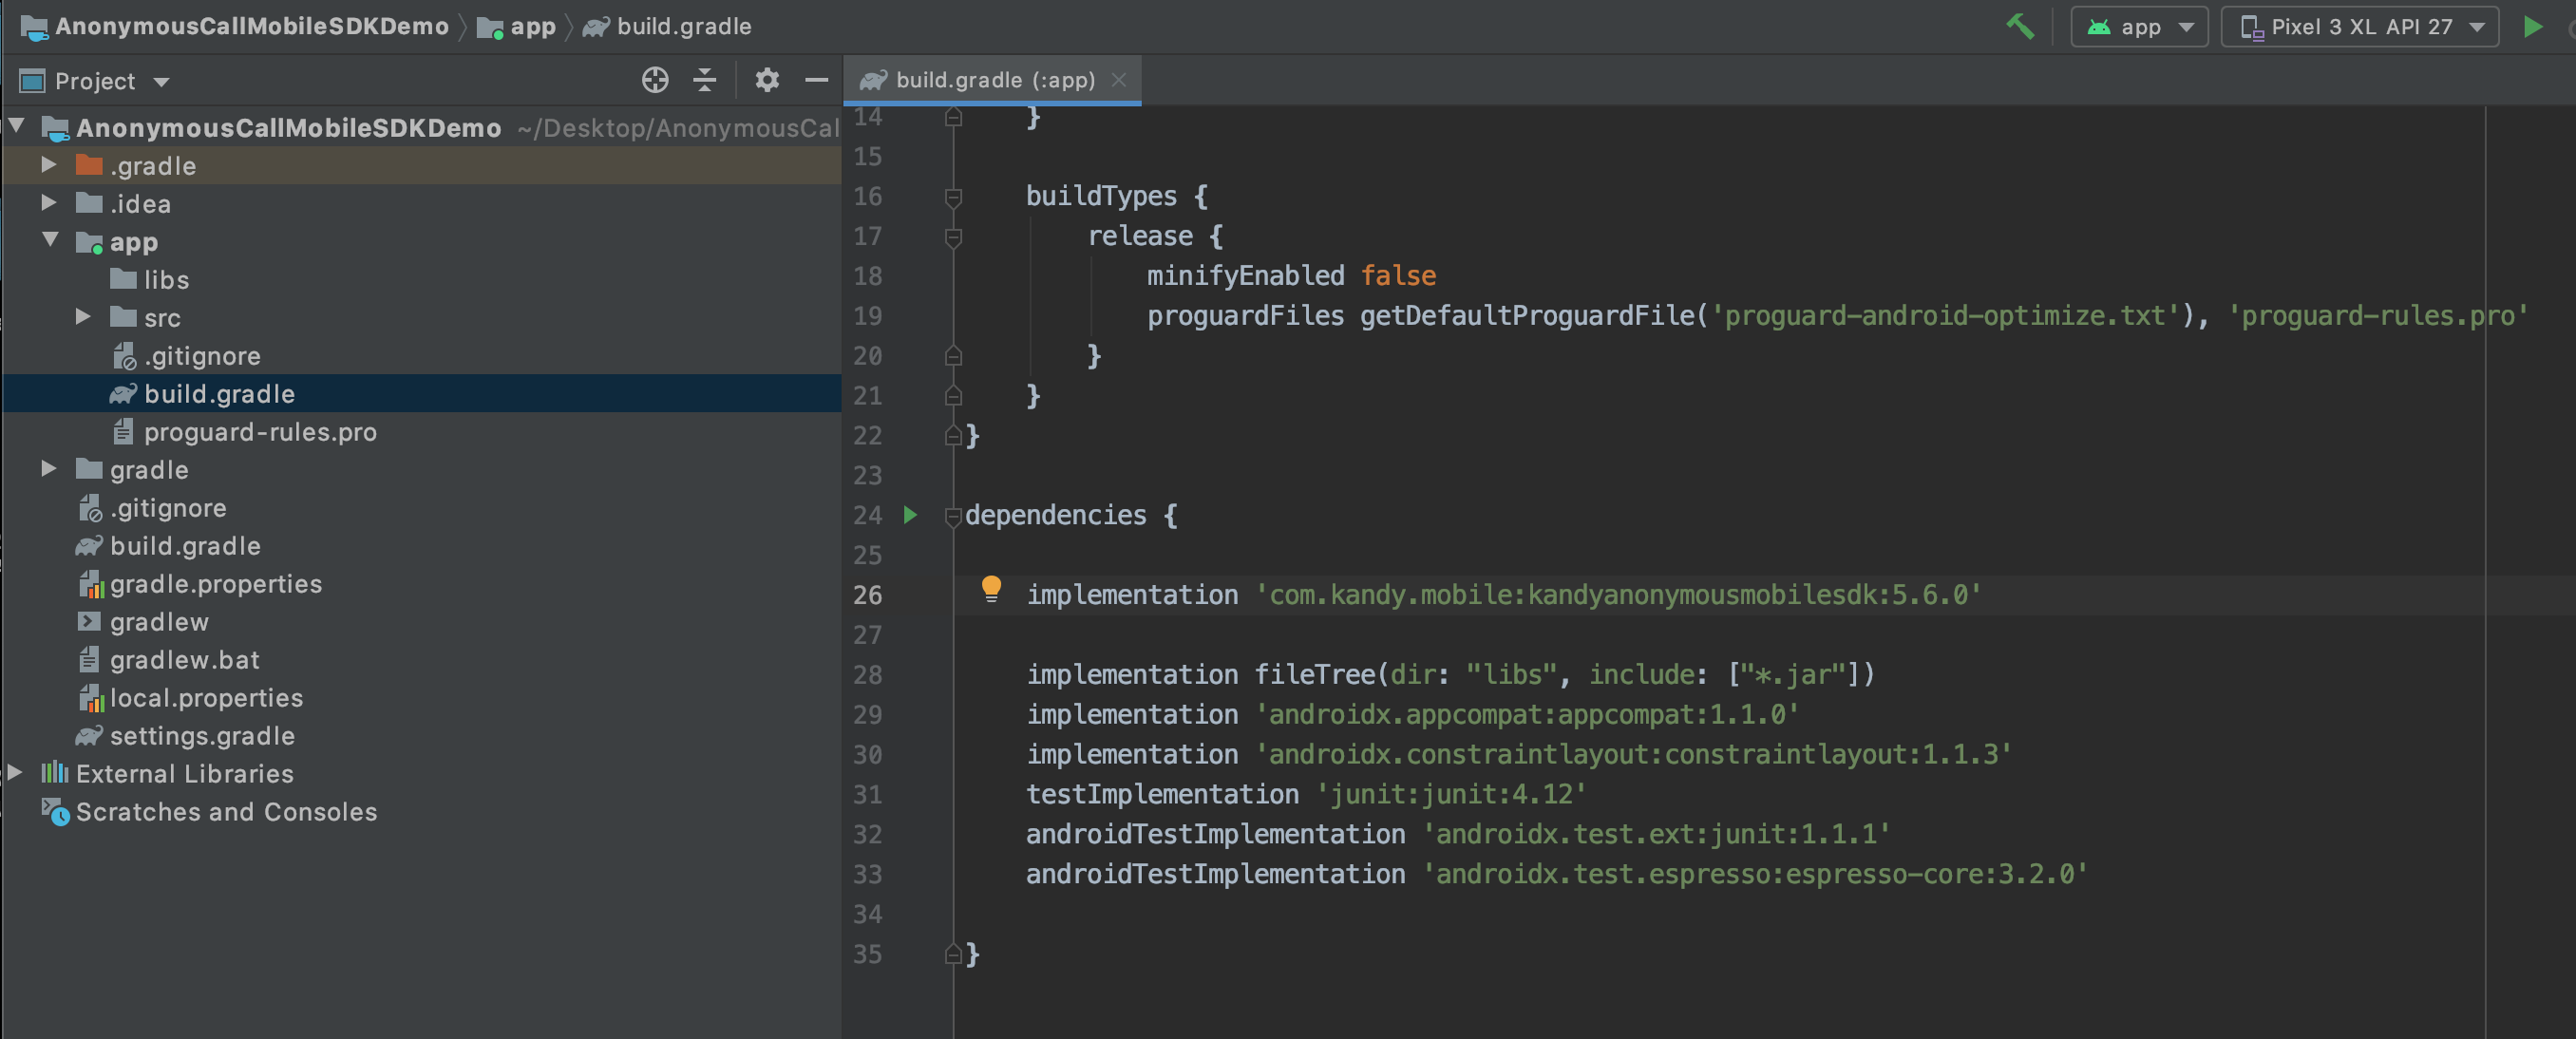 AnonymousCallMobileSDKDemo app build.gradle
app Pixel 3 XL API 27
Project
build.gradle (:app)
AnonymousCallMobileSDKDemo ~/Desktop/AnonymousCal
.gradle
.idea
app
libs
src
.gitignore
build.gradle
proguard-rules.pro
gradle
.gitignore
build.gradle
gradle.properties
gradlew
gradlew.bat
local.properties
settings.gradle
External Libraries
Scratches and Consoles
14 }
15
16 buildTypes {
17 release {
18 minifyEnabled false
19 proguardFiles getDefaultProguardFile('proguard-android-optimize.txt'), 'proguard-rules.pro'
20 }
21 }
22 }
23
24 dependencies {
25
26 implementation 'com.kandy.mobile:kandyanonymousmobilesdk:5.6.0'
27
28 implementation fileTree(dir: "libs", include: ["*.jar"])
29 implementation 'androidx.appcompat:appcompat:1.1.0'
30 implementation 'androidx.constraintlayout:constraintlayout:1.1.3'
31 testImplementation 'junit:junit:4.12'
32 androidTestImplementation 'androidx.test.ext:junit:1.1.1'
33 androidTestImplementation 'androidx.test.espresso:espresso-core:3.2.0'
34
35 }